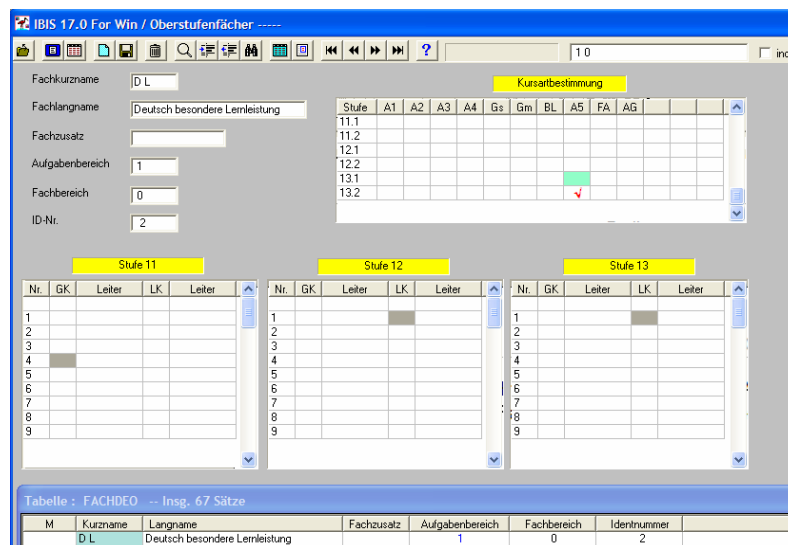 IBIS 17.0 For Win / Oberstufenfächer -----
? 1 0 inc
Fachkurzname D L
Kursartbestimmung
Fachlangname Deutsch besondere Lernleistung
Stufe A1 A2 A3 A4 Gs Gm BL A5 FA AG
11.1
11.2
Fachzusatz
12.1
12.2
Aufgabenbereich 1
13.1
13.2 √
Fachbereich 0
ID-Nr. 2
Stufe 11 Stufe 12 Stufe 13
Nr. GK Leiter LK Leiter Nr. GK Leiter LK Leiter Nr. GK Leiter LK Leiter
1 1 1
2 2 2
3 3 3
4 4 4
5 5 5
6 6 6
7 7 7
8 8 8
9 9 9
Tabelle : FACHDEO -- Insg. 67 Sätze
M Kurzname Langname Fachzusatz Aufgabenbereich Fachbereich Identnummer
D L Deutsch besondere Lernleistung 1 0 2